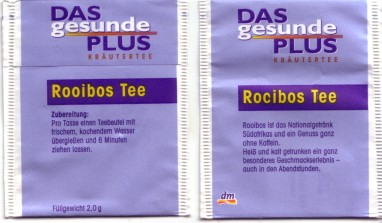 DAS
gesunde
PLUS
KRÄUTERTEE
Rooibos Tee
Zubereitung:
Pro Tasse einen Teebeutel mit
frischem, kochendem Wasser
übergießen und 6 Minuten
ziehen lassen.
Füllgewicht 2,0 g
DAS
gesunde
PLUS
KRÄUTERTEE
Rooibos Tee
Rooibos ist das Nationalgetränk
Südafrikas und ein Genuss ganz
ohne Koffein.
Heiß und kalt getrunken ein ganz
besonderes Geschmackserlebnis –
auch in den Abendstunden.
dm